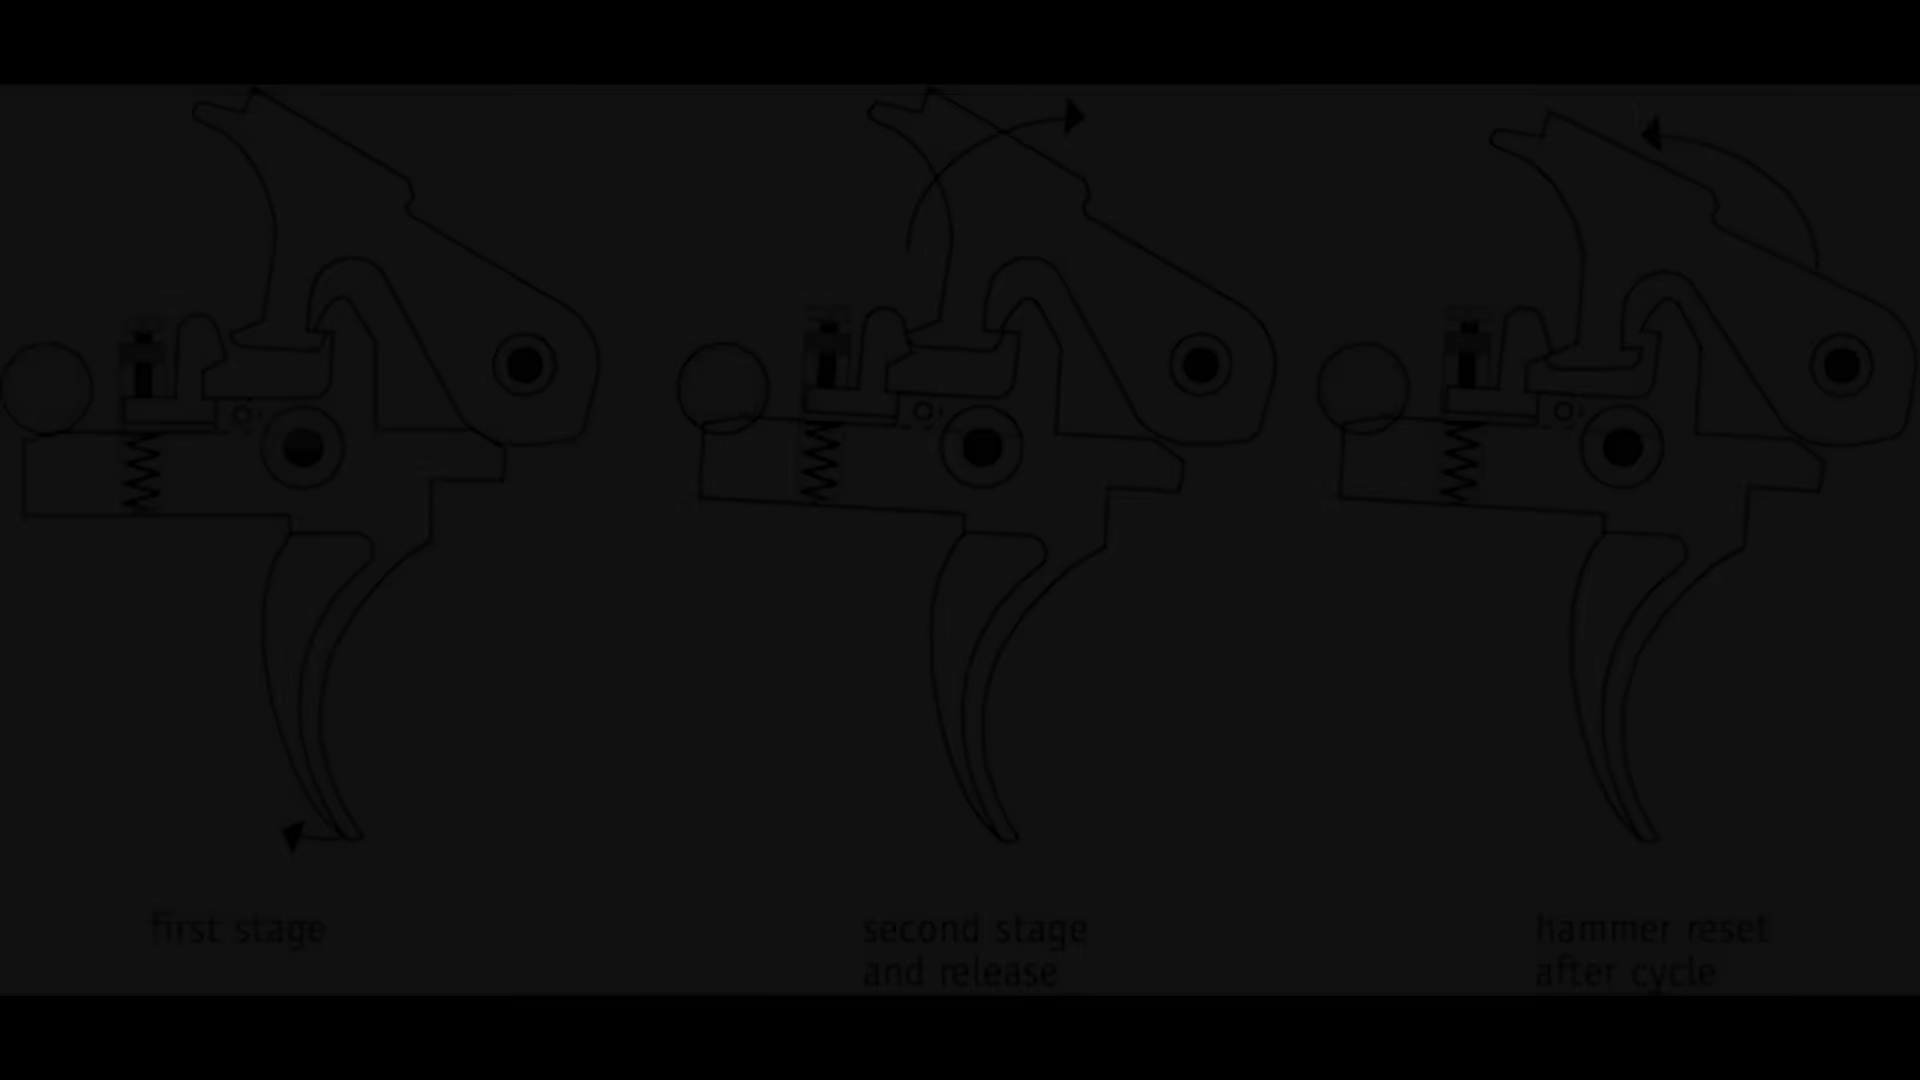 first stage
second stage
and release
hammer reset
after cycle